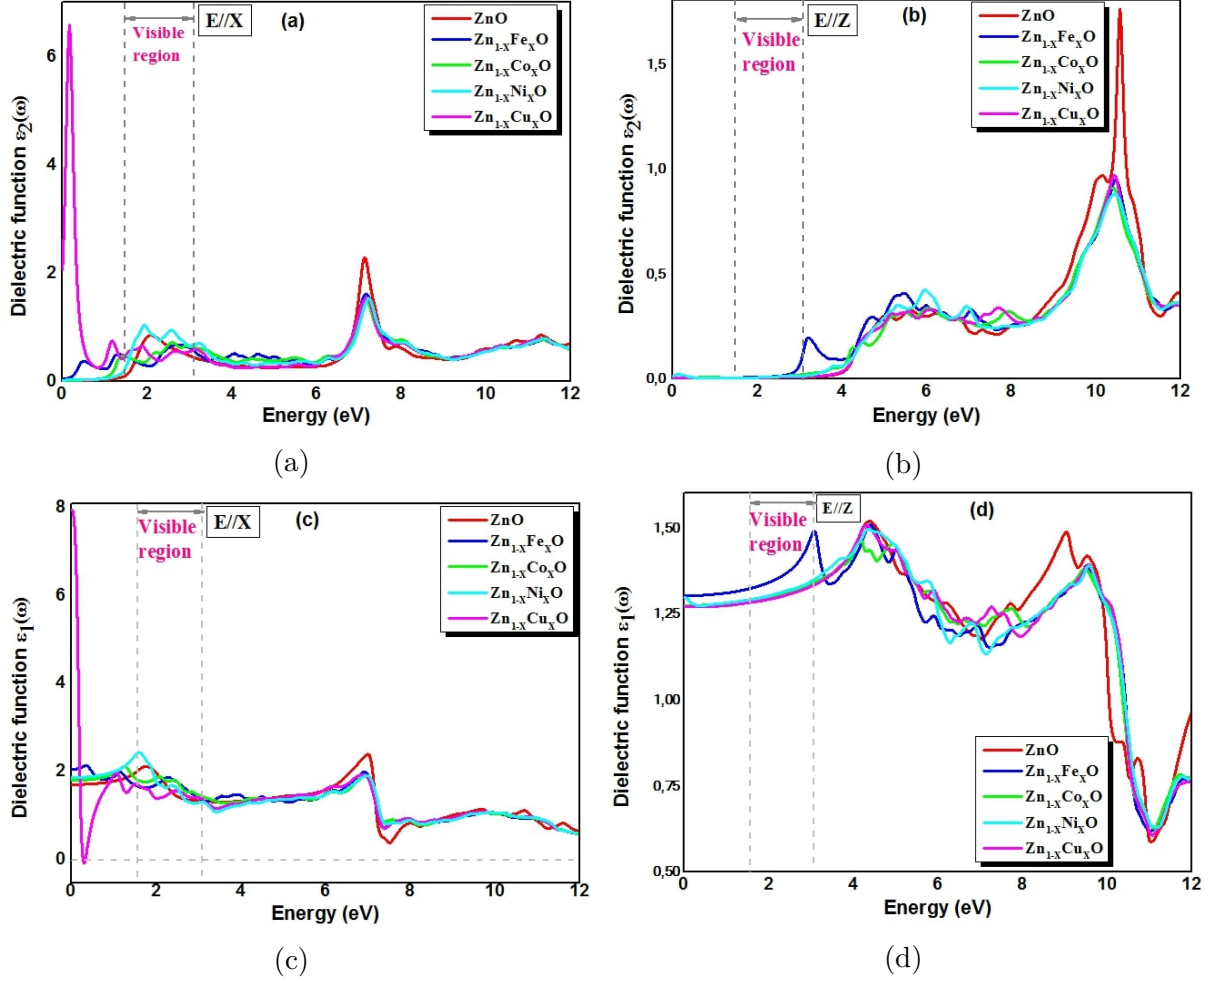 (a)
E//X
Visible
region
ZnO
Zn1-XFeXO
Zn1-XCoXO
Zn1-XNiXO
Zn1-XCuXO
Dielectric function ε2(ω)
6
4
2
0
0 2 4 6 8 10 12
Energy (eV)
(a)
(b)
E//Z
Visible
region
ZnO
Zn1-XFeXO
Zn1-XCoXO
Zn1-XNiXO
Zn1-XCuXO
Dielectric function ε2(ω)
1,5
1,0
0,5
0,0
0 2 4 6 8 10 12
Energy (eV)
(b)
(c)
E//X
Visible
region
ZnO
Zn1-XFeXO
Zn1-XCoXO
Zn1-XNiXO
Zn1-XCuXO
Dielectric function ε1(ω)
8
6
4
2
0
0 2 4 6 8 10 12
Energy (eV)
(c)
(d)
E//Z
Visible
region
ZnO
Zn1-XFeXO
Zn1-XCoXO
Zn1-XNiXO
Zn1-XCuXO
Dielectric function ε1(ω)
1,50
1,25
1,00
0,75
0,50
0 2 4 6 8 10 12
Energy (eV)
(d)